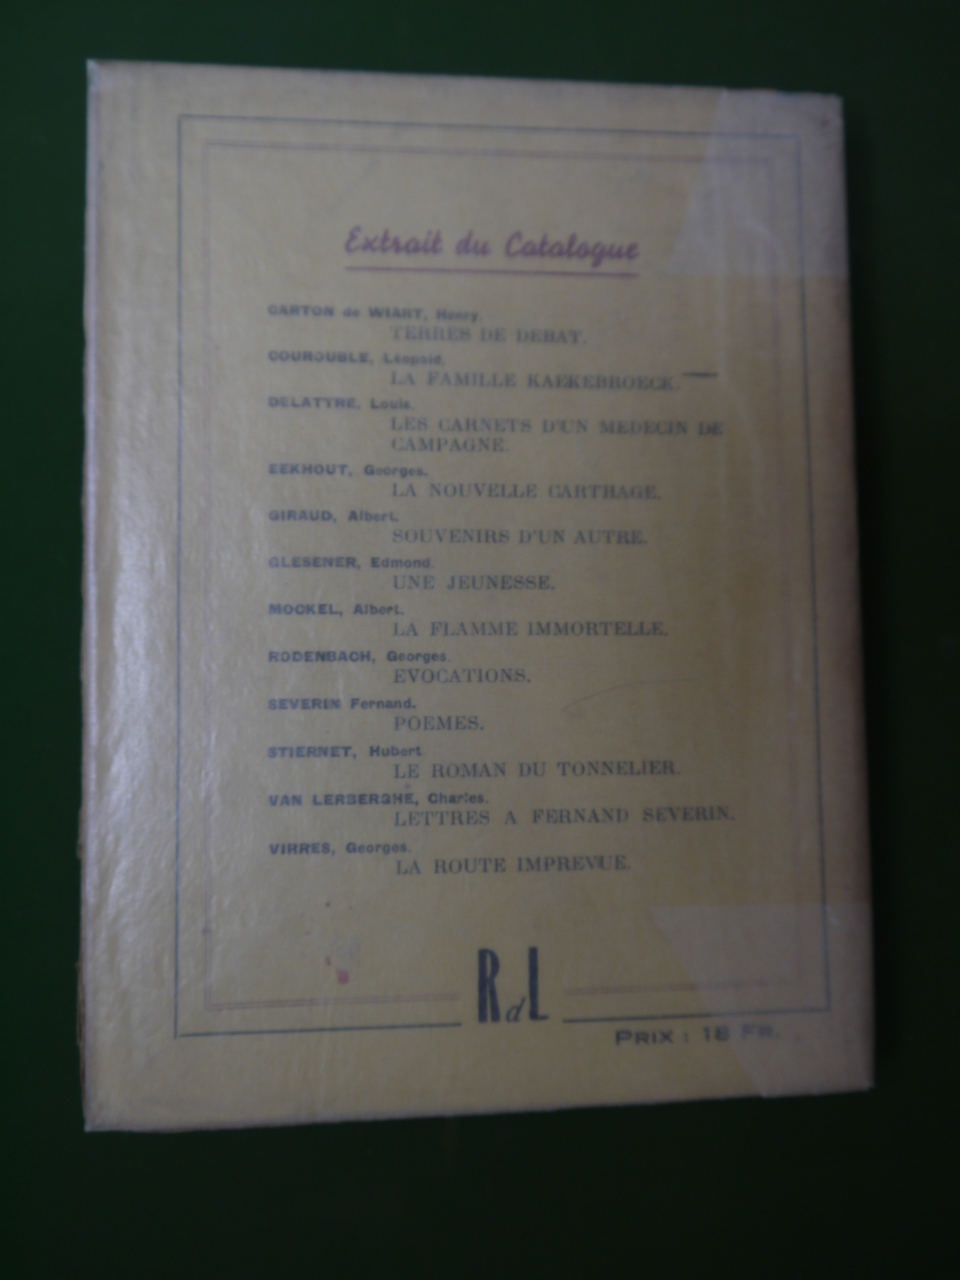 Extrait du Catalogue
CARTON de WIART, Henry.
TERRES DE DEBAT.
COUROUBLE, Léopold.
LA FAMILLE KAEKEBROECK.
DELATTRE, Louis.
LES CARNETS D'UN MEDECIN DE
CAMPAGNE.
EEKHOUT, Georges.
LA NOUVELLE CARTHAGE.
GIRAUD, Albert.
SOUVENIRS D'UN AUTRE.
GLESENER, Edmond.
UNE JEUNESSE.
MOCKEL, Albert.
LA FLAMME IMMORTELLE.
RODENBACH, Georges.
EVOCATIONS.
SEVERIN Fernand.
POEMES.
STIERNET, Hubert.
LE ROMAN DU TONNELIER.
VAN LERBERGHE, Charles.
LETTRES A FERNAND SEVERIN.
VIRRES, Georges.
LA ROUTE IMPREVUE.
RdL
PRIX : 18 FR.